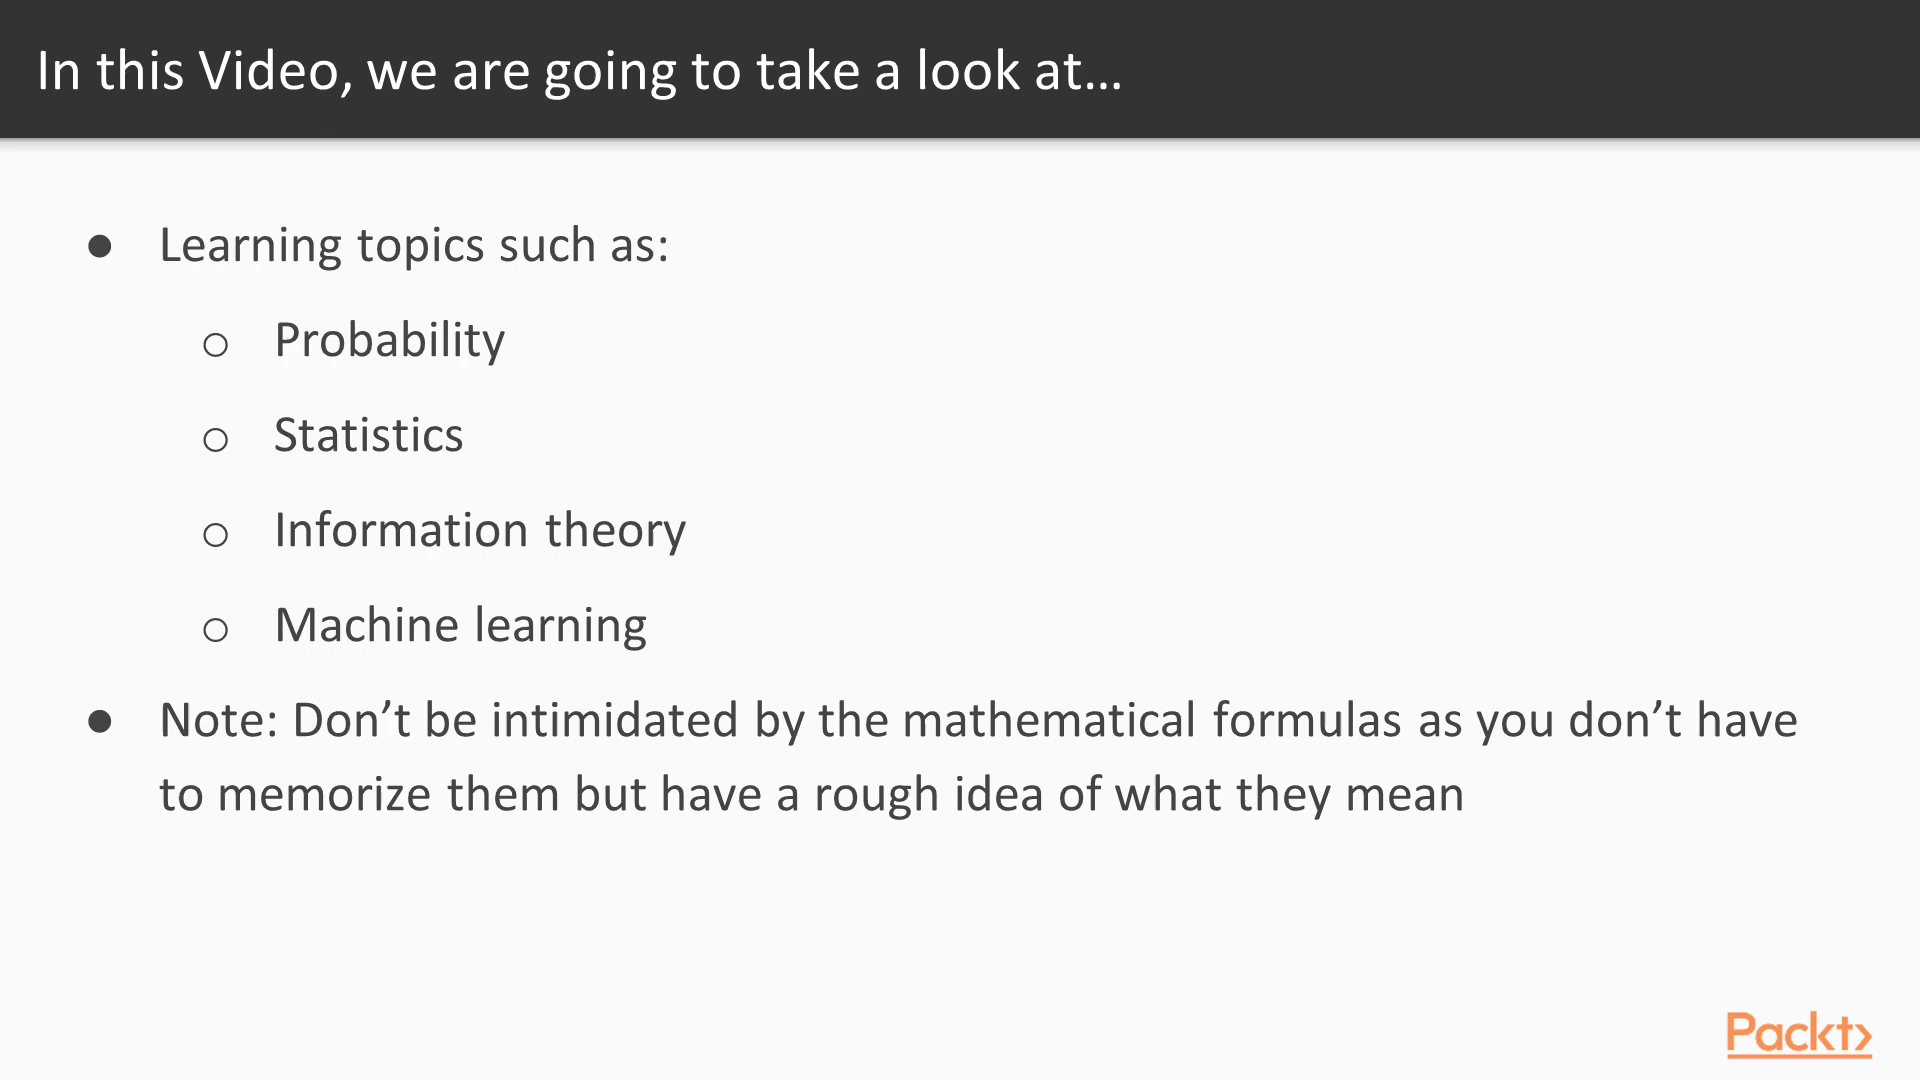 In this Video, we are going to take a look at...
● Learning topics such as:
○ Probability
○ Statistics
○ Information theory
○ Machine learning
● Note: Don’t be intimidated by the mathematical formulas as you don’t have
to memorize them but have a rough idea of what they mean
Packt>